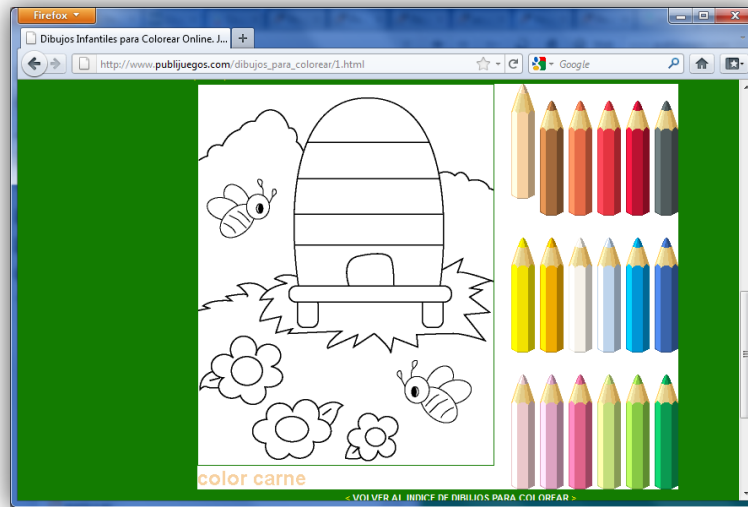 Firefox
Dibujos Infantiles para Colorear Online. J...
http://www.publijuegos.com/dibujos_para_colorear/1.html
Google
color carne
< VOLVER AL INDICE DE DIBUJOS PARA COLOREAR >